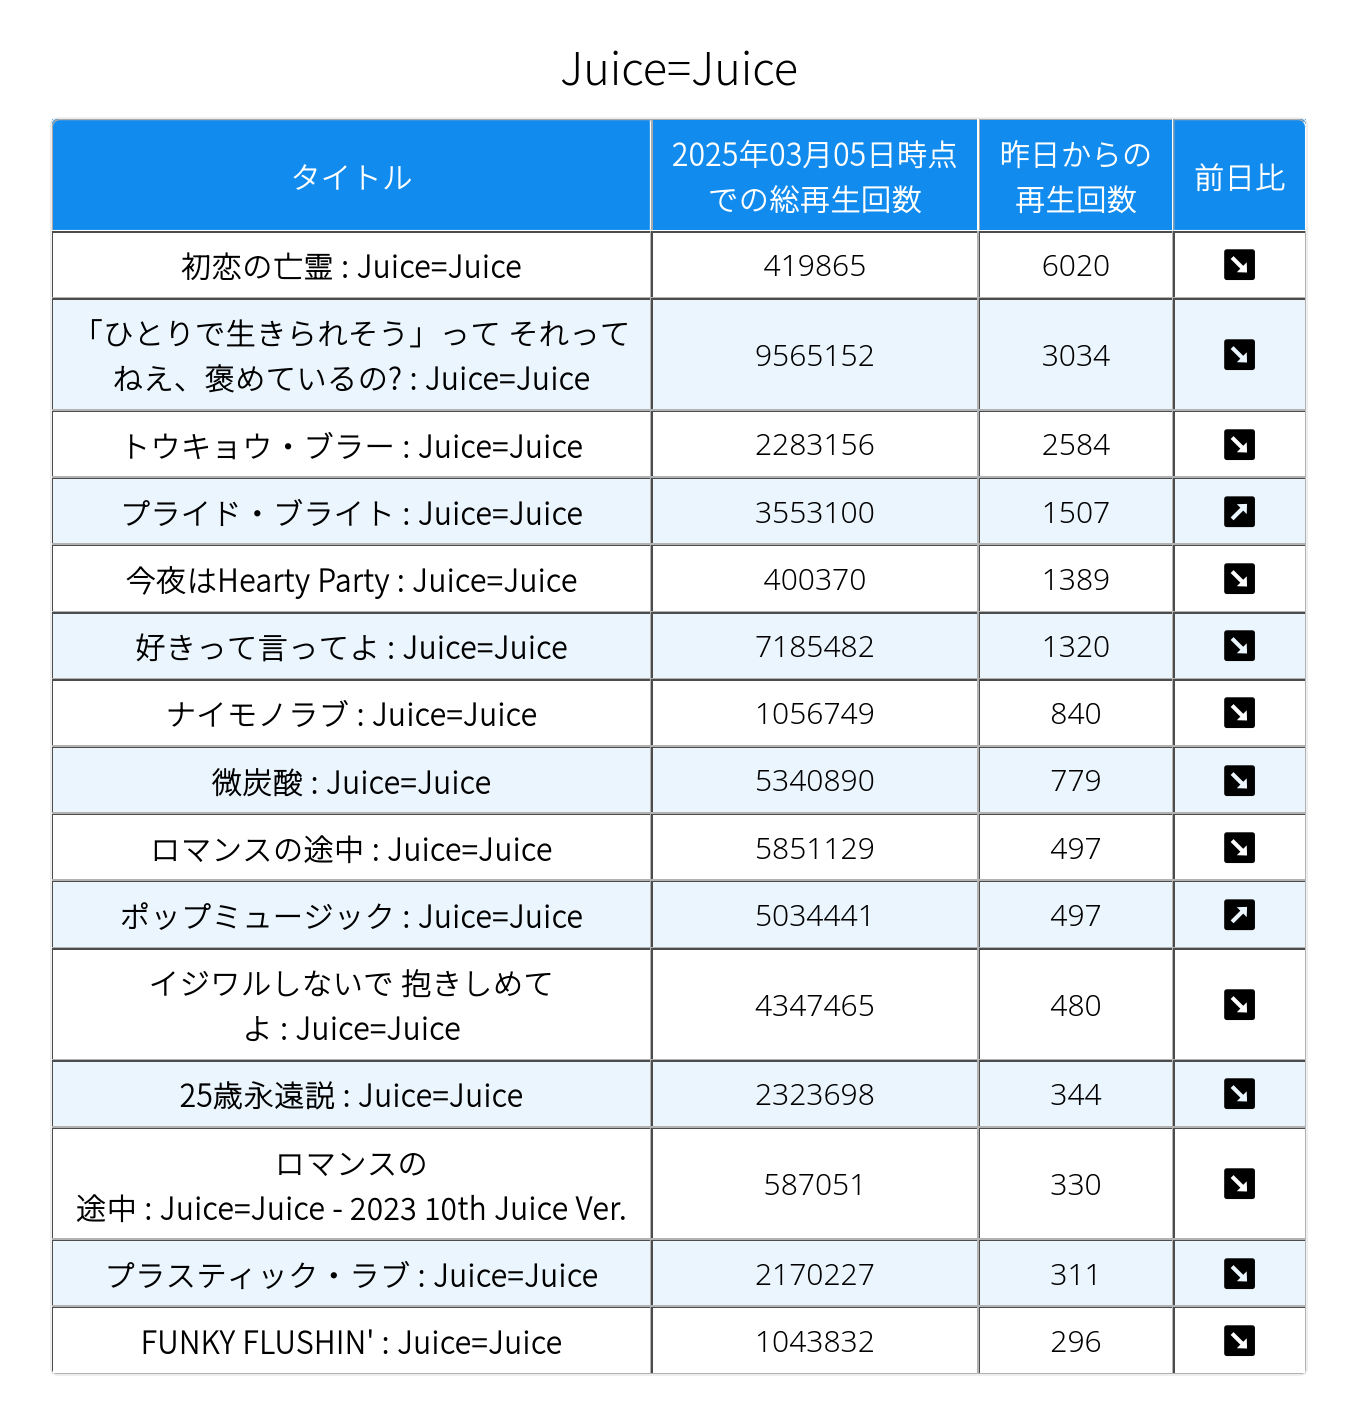 Juice=Juice
タイトル
2025年03月05日時点
での総再生回数
昨日からの
再生回数
前日比
初恋の亡霊 : Juice=Juice
419865
6020
「ひとりで生きられそう」って それって
ねえ、褒めているの? : Juice=Juice
9565152
3034
トウキョウ・ブラー : Juice=Juice
2283156
2584
プライド・ブライト : Juice=Juice
3553100
1507
今夜はHearty Party : Juice=Juice
400370
1389
好きって言ってよ : Juice=Juice
7185482
1320
ナイモノラブ : Juice=Juice
1056749
840
微炭酸 : Juice=Juice
5340890
779
ロマンスの途中 : Juice=Juice
5851129
497
ポップミュージック : Juice=Juice
5034441
497
イジワルしないで 抱きしめて
よ : Juice=Juice
4347465
480
25歳永遠説 : Juice=Juice
2323698
344
ロマンスの
途中 : Juice=Juice - 2023 10th Juice Ver.
587051
330
プラスティック・ラブ : Juice=Juice
2170227
311
FUNKY FLUSHIN' : Juice=Juice
1043832
296